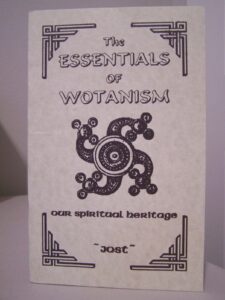 The
ESSENTIALS
OF
WOTANISM
our spiritual heritage
~Jost~